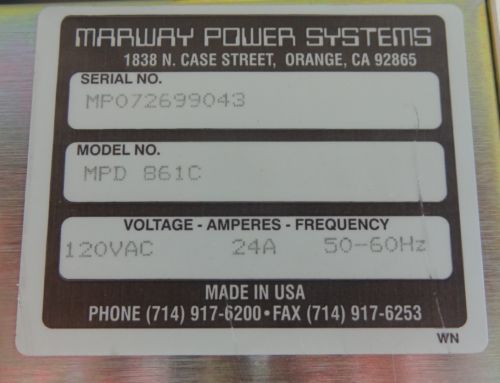 MARWAY POWER SYSTEMS
1838 N. CASE STREET, ORANGE, CA 92865
SERIAL NO.
MP072699043
MODEL NO.
MPD 861C
VOLTAGE - AMPERES - FREQUENCY
120VAC 24A 50-60Hz
MADE IN USA
PHONE (714) 917-6200 • FAX (714) 917-6253
WN